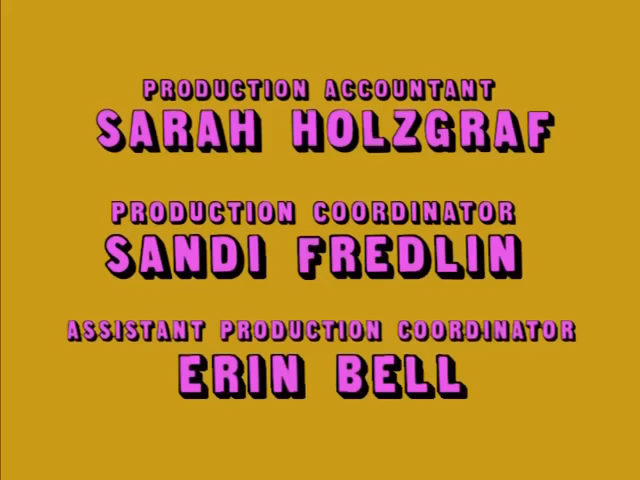 PRODUCTION ACCOUNTANT
SARAH HOLZGRAF
PRODUCTION COORDINATOR
SANDI FREDLIN
ASSISTANT PRODUCTION COORDINATOR
ERIN BELL